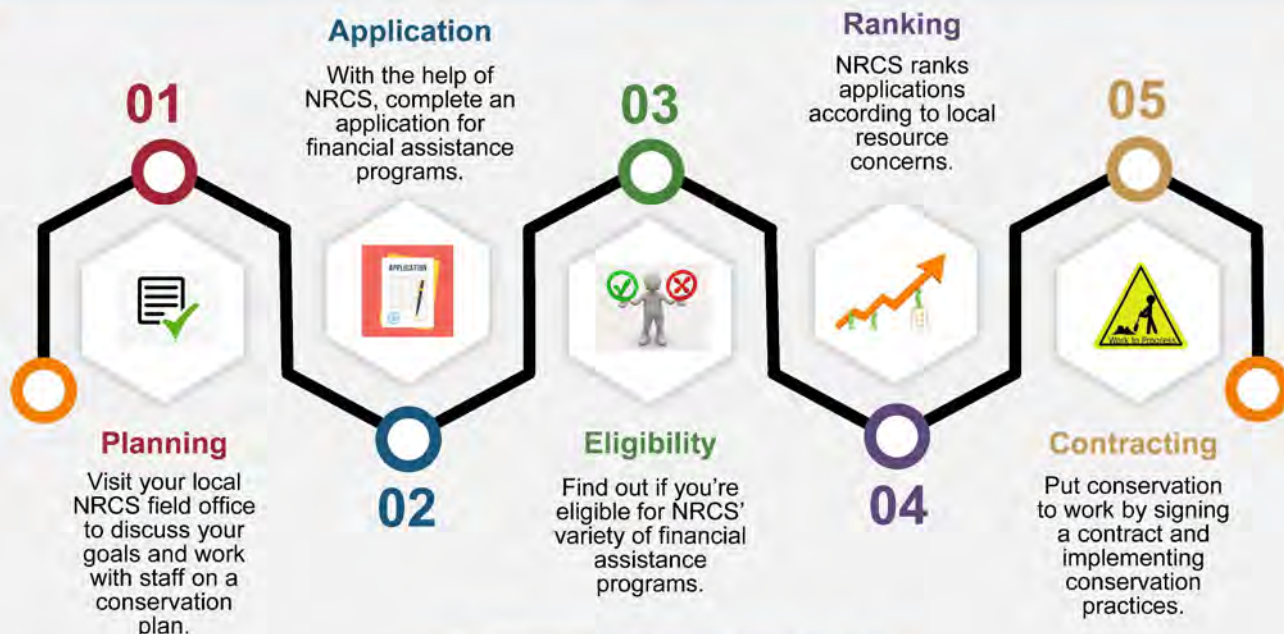 01
Planning
Visit your local
NRCS field office
to discuss your
goals and work
with staff on a
conservation
plan.
Application
With the help of
NRCS, complete an
application for
financial assistance
programs.
APPLICATION
02
03
Eligibility
Find out if you're
eligible for NRCS'
variety of financial
assistance
programs.
Ranking
NRCS ranks
applications
according to local
resource
concerns.
04
05
Work In Progress
Contracting
Put conservation
to work by signing
a contract and
implementing
conservation
practices.